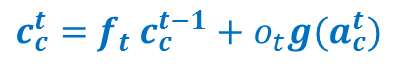 c_c^t = f_t c_c^{t-1} + o_t g(a_c^t)